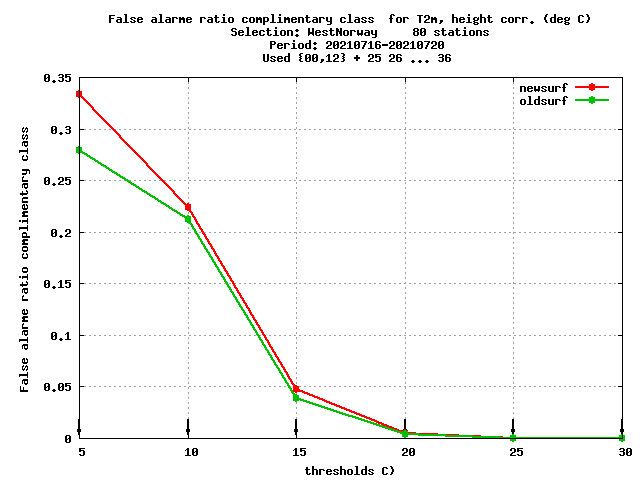 False alarme ratio complimentary class  for T2m, height corr. (deg C)
Selection: WestNorway     80 stations
Period: 20210716-20210720
Used {00,12} + 25 26 ... 36
newsurf
oldsurf
False alarme ratio complimentary class
0.35
0.3
0.25
0.2
0.15
0.1
0.05
0
5 10 15 20 25 30
thresholds C)